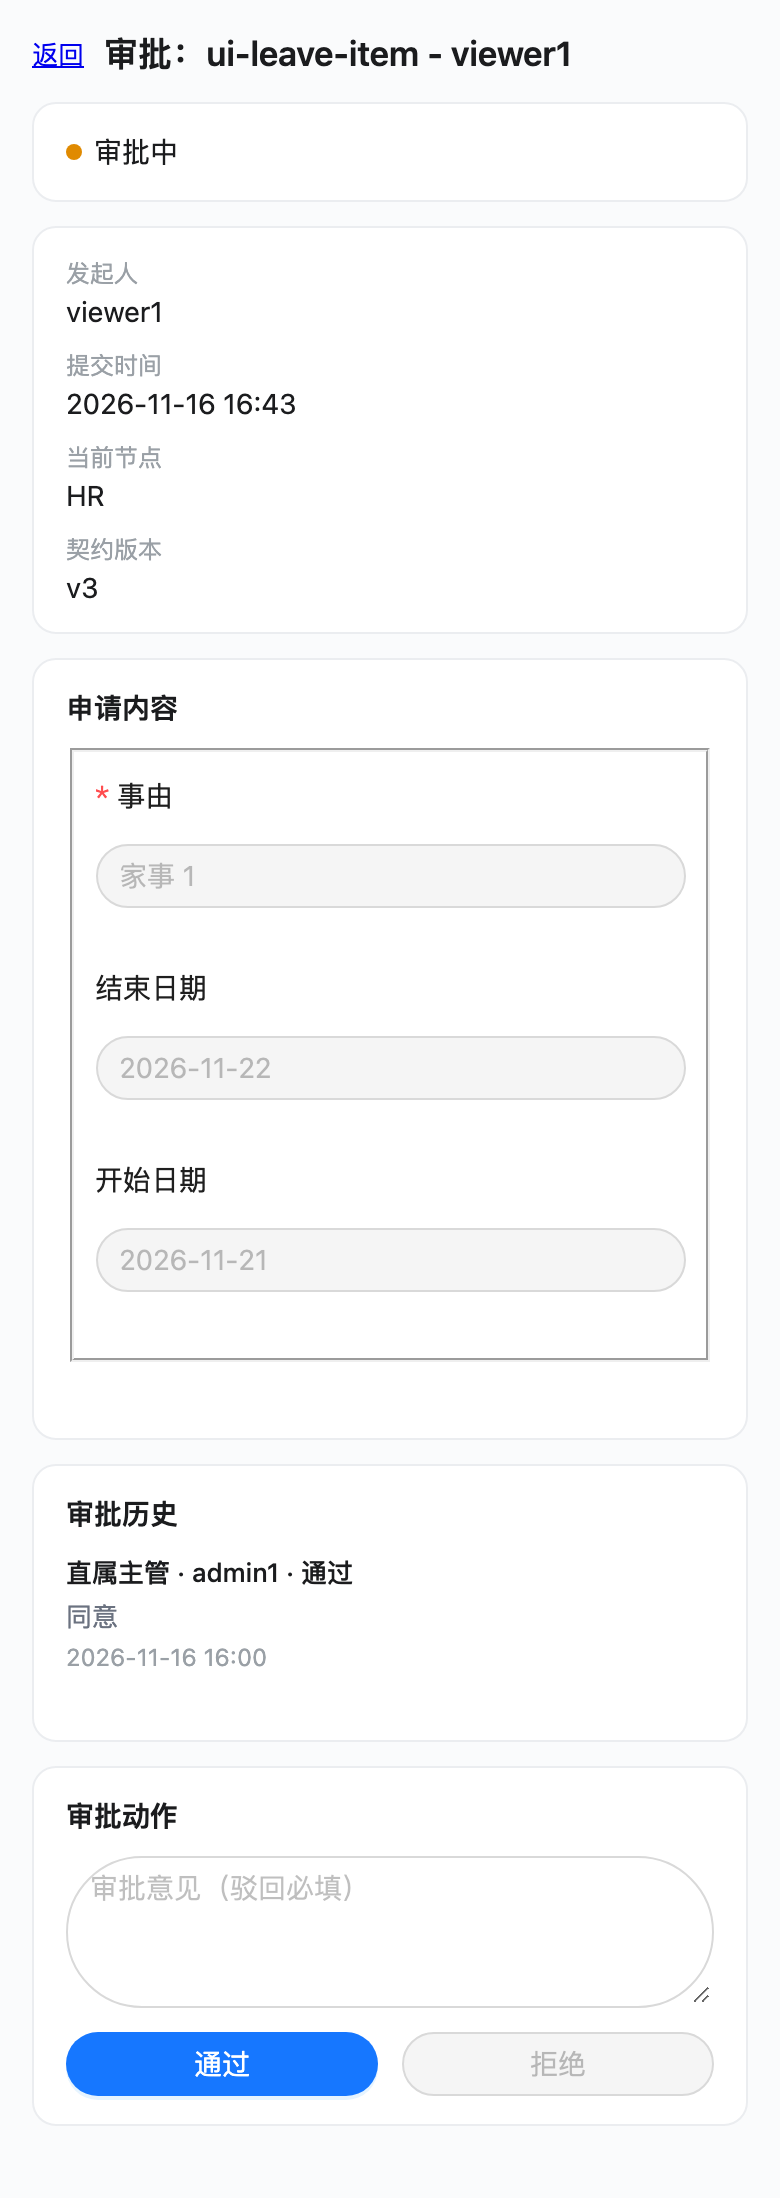 返回 审批：ui-leave-item - viewer1
审批中
发起人
viewer1
提交时间
2026-11-16 16:43
当前节点
HR
契约版本
v3
申请内容
* 事由
家事 1
结束日期
2026-11-22
开始日期
2026-11-21
审批历史
直属主管 · admin1 · 通过
同意
2026-11-16 16:00
审批动作
审批意见（驳回必填）
通过 拒绝